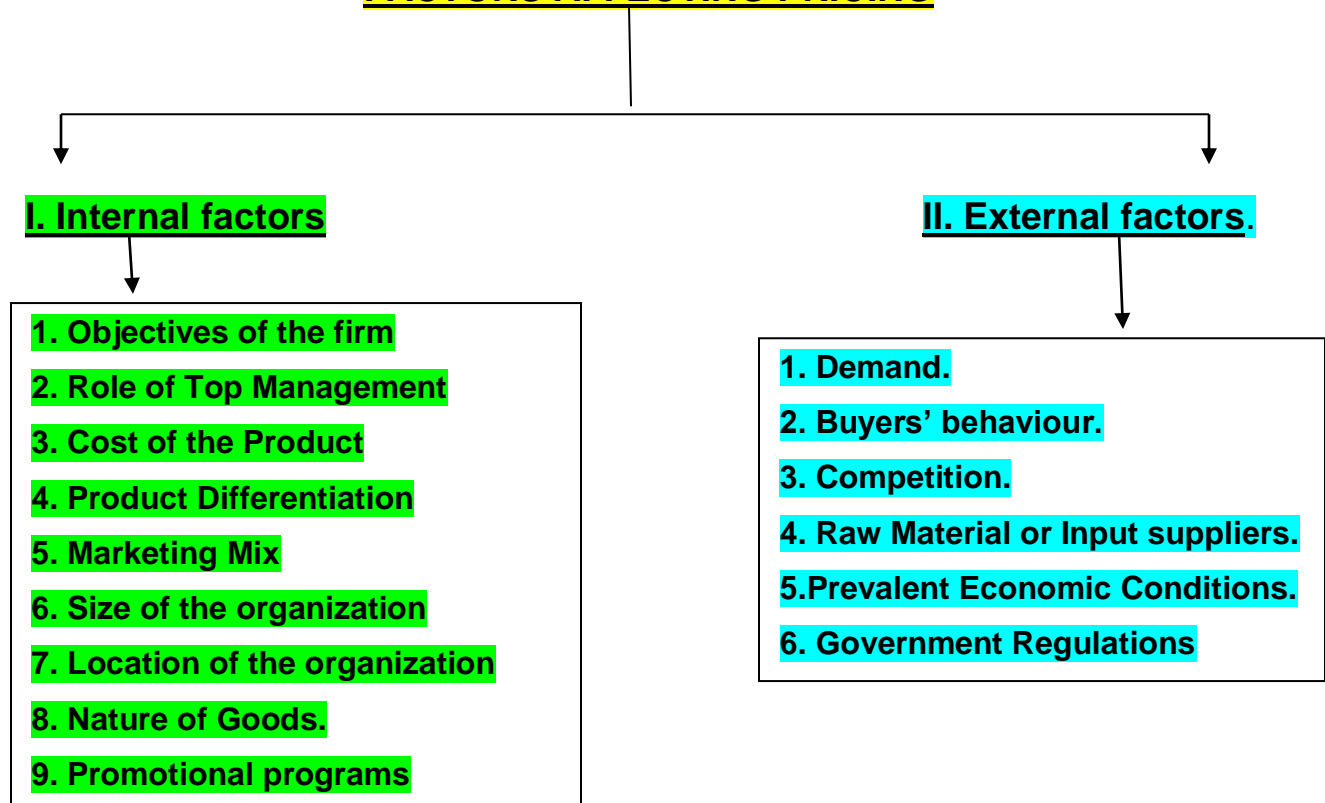 FACTORS AFFECTING PRICING
I. Internal factors
II. External factors.
1. Objectives of the firm
2. Role of Top Management
3. Cost of the Product
4. Product Differentiation
5. Marketing Mix
6. Size of the organization
7. Location of the organization
8. Nature of Goods.
9. Promotional programs
1. Demand.
2. Buyers’ behaviour.
3. Competition.
4. Raw Material or Input suppliers.
5.Prevalent Economic Conditions.
6. Government Regulations